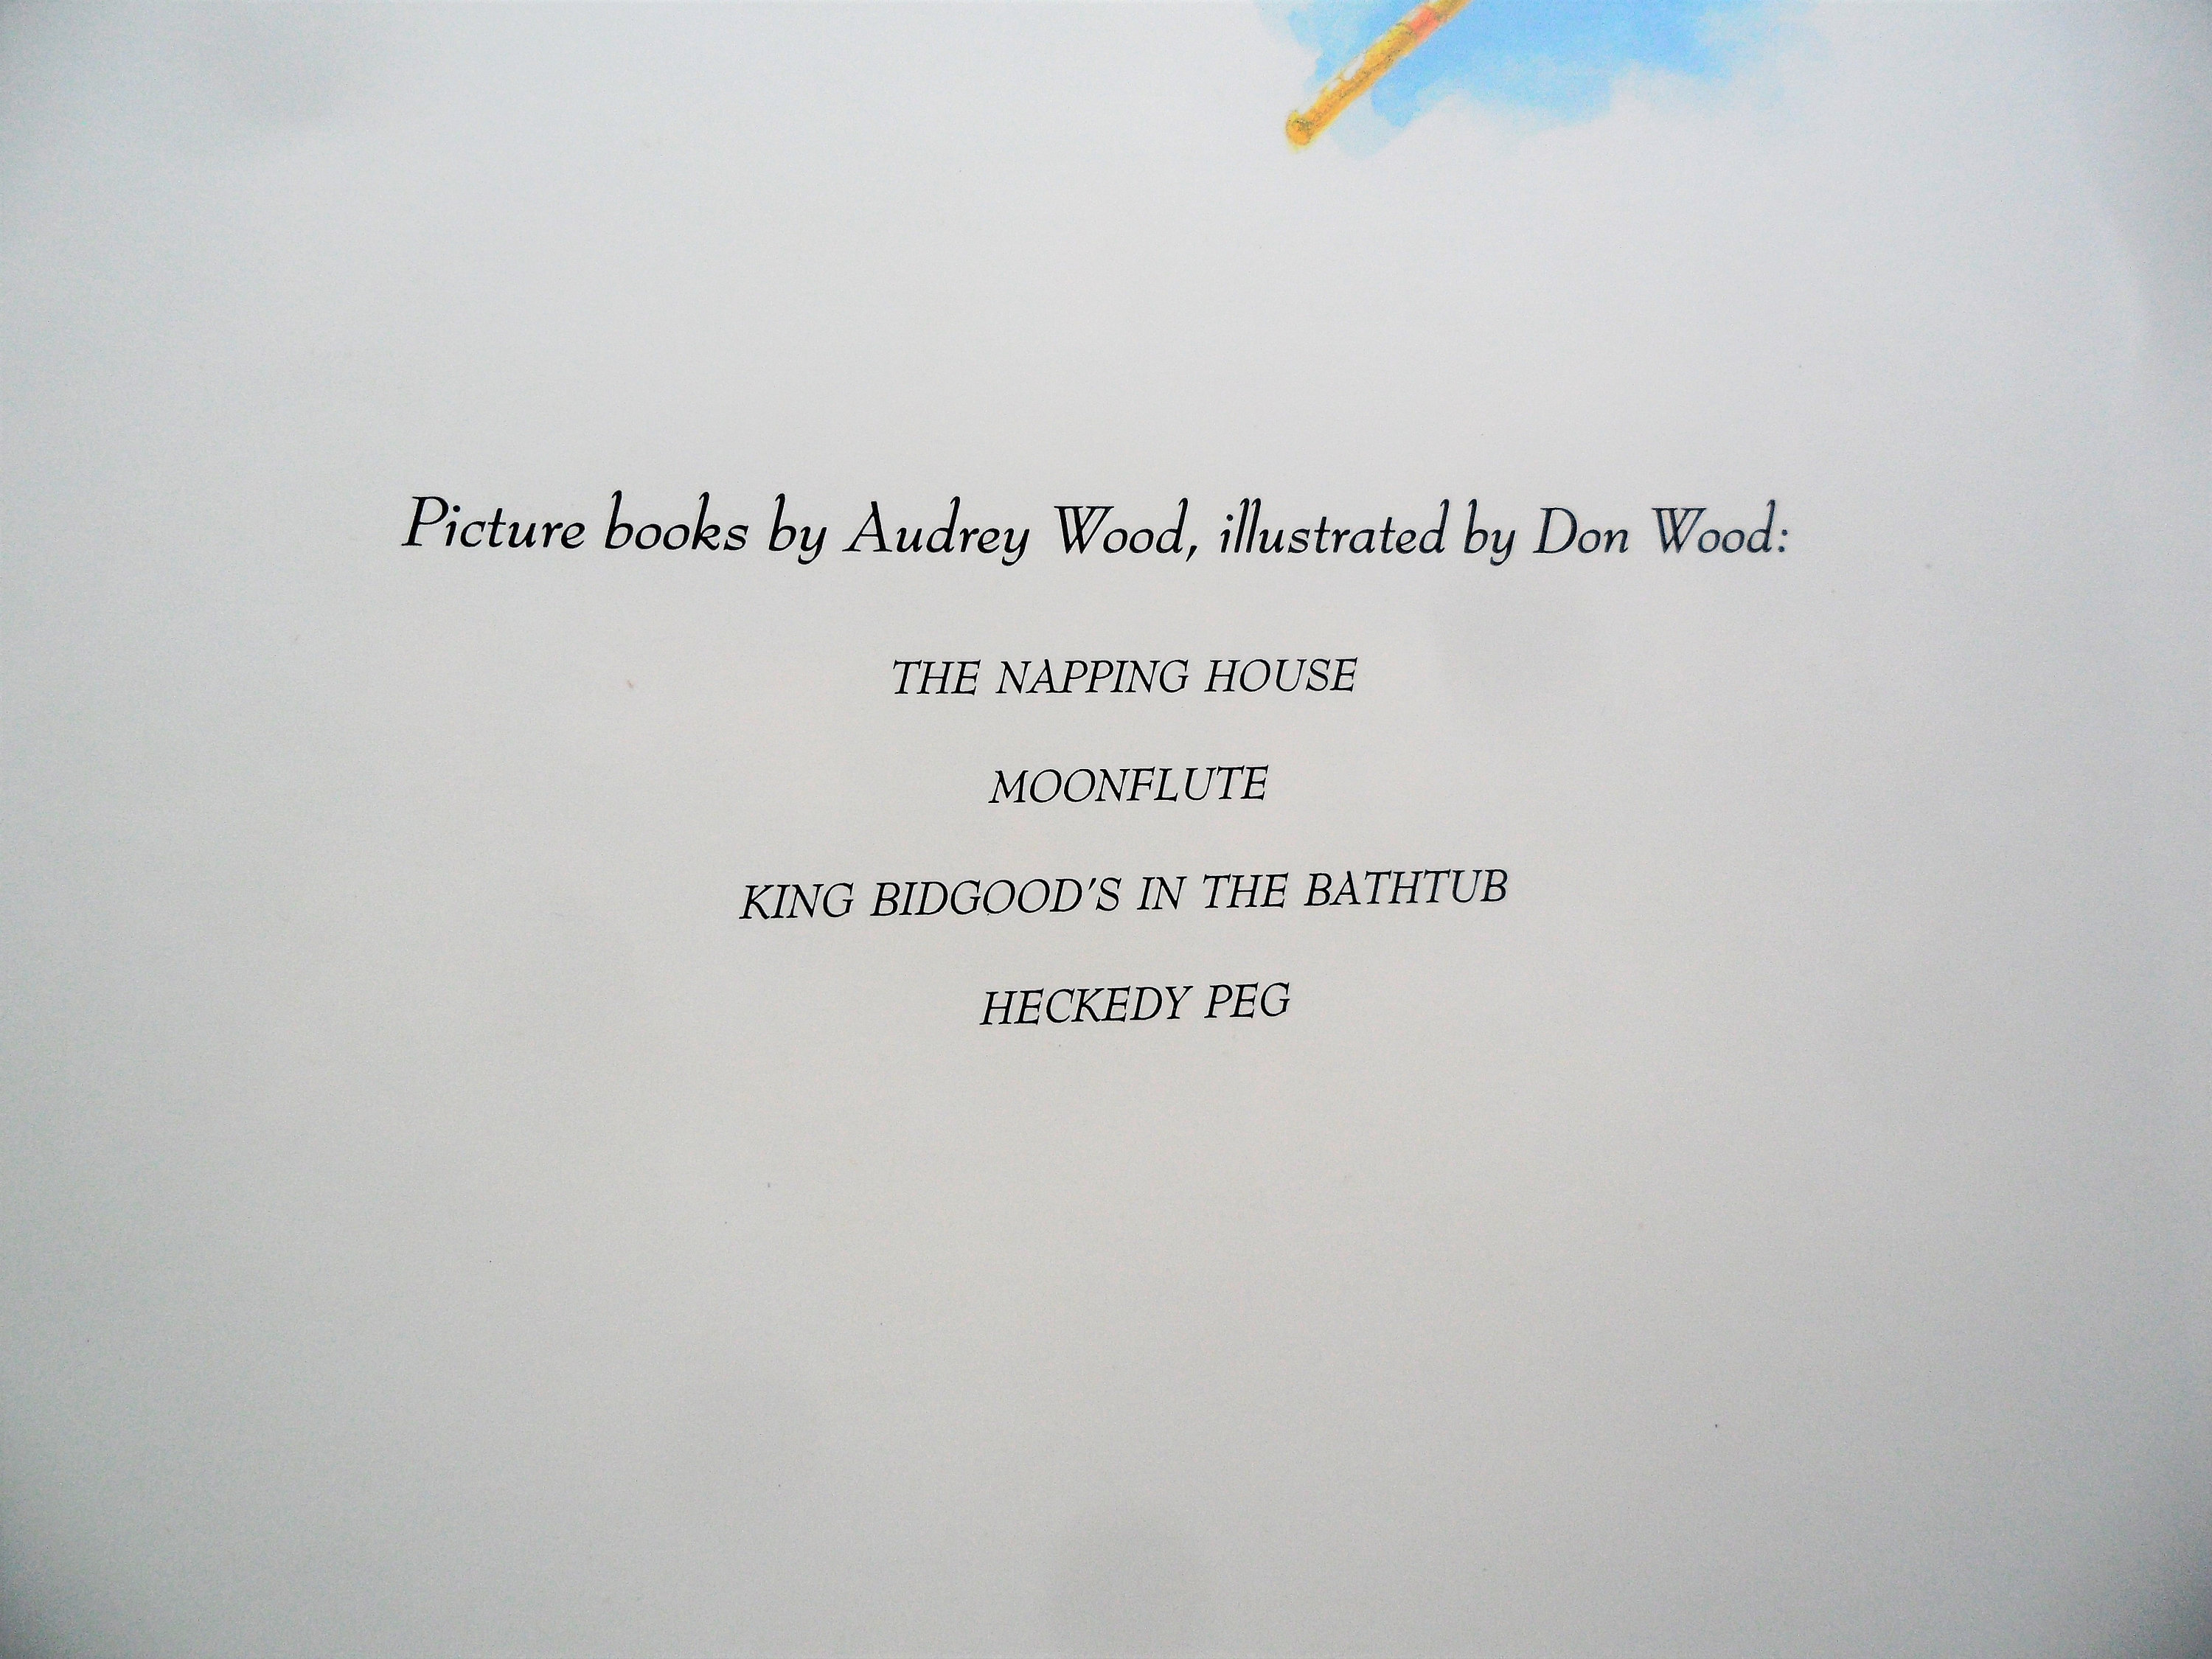 Picture books by Audrey Wood, illustrated by Don Wood:
THE NAPPING HOUSE
MOONFLUTE
KING BIDGOOD'S IN THE BATHTUB
HECKEDY PEG